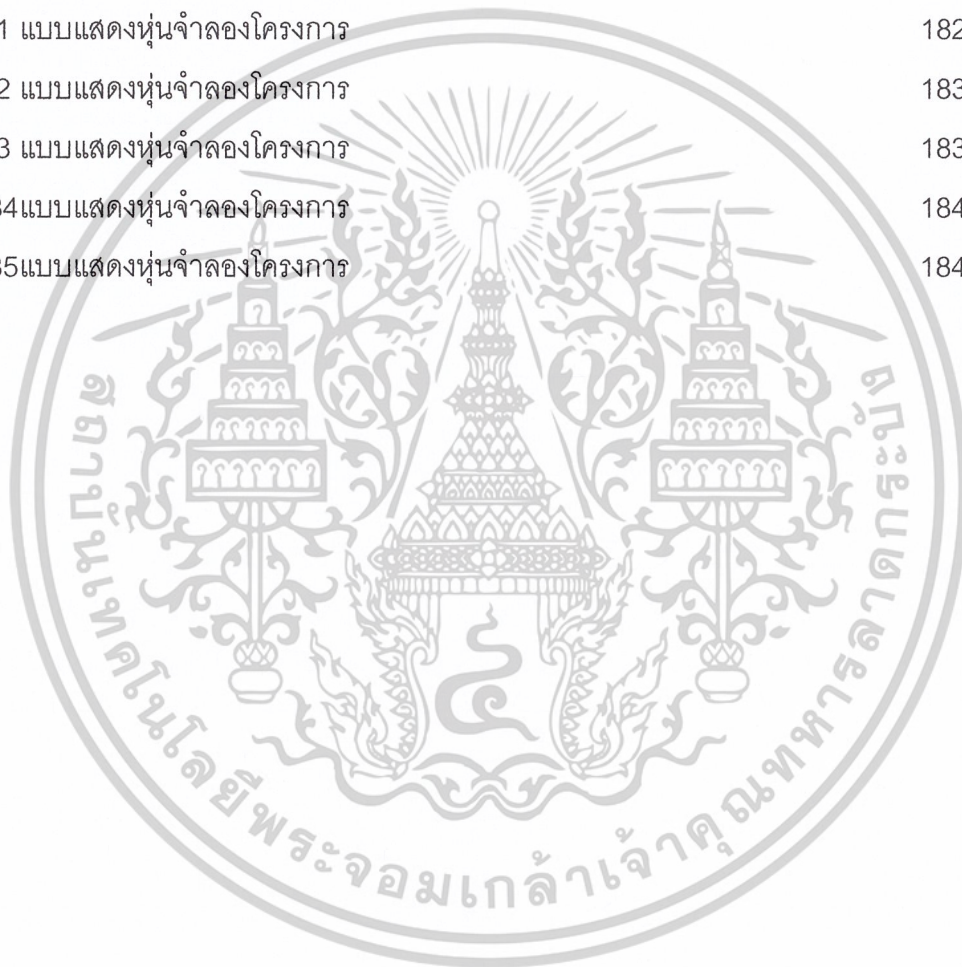 1 แบบแสดงหุ่นจำลองโครงการ 182
2 แบบแสดงหุ่นจำลองโครงการ 183
3 แบบแสดงหุ่นจำลองโครงการ 183
34แบบแสดงหุ่นจำลองโครงการ 184
35แบบแสดงหุ่นจำลองโครงการ 184
๔
สถาบันเทคโนโลยีพระจอมเกล้าเจ้าคุณทหารลาดกระบัง